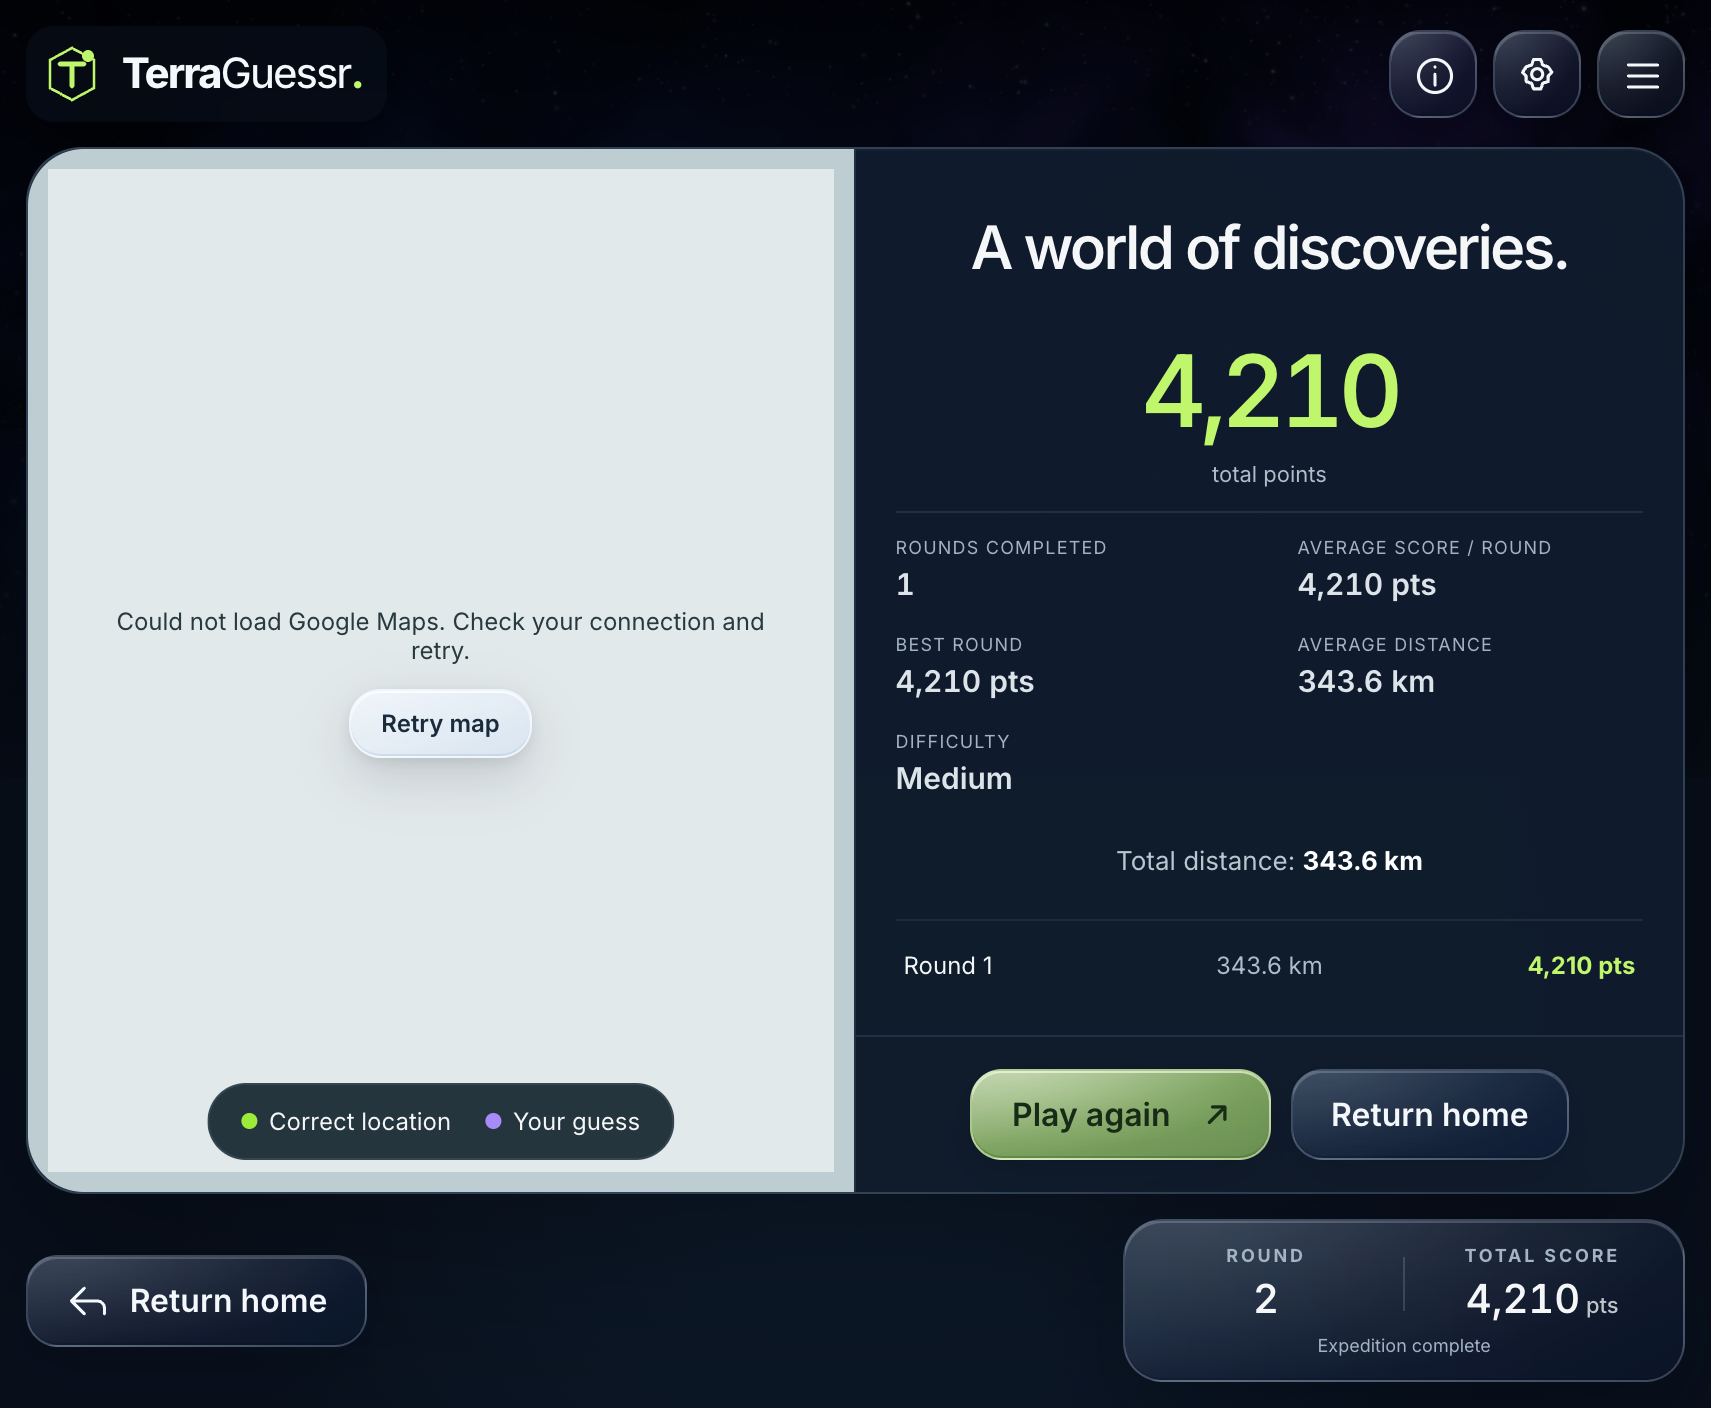 TerraGuessr.
Could not load Google Maps. Check your connection and
retry.
Retry map
Correct location
Your guess
A world of discoveries.
4,210
total points
ROUNDS COMPLETED
1
AVERAGE SCORE / ROUND
4,210 pts
BEST ROUND
4,210 pts
AVERAGE DISTANCE
343.6 km
DIFFICULTY
Medium
Total distance: 343.6 km
Round 1 343.6 km 4,210 pts
Play again
Return home
Return home
ROUND
2
TOTAL SCORE
4,210 pts
Expedition complete